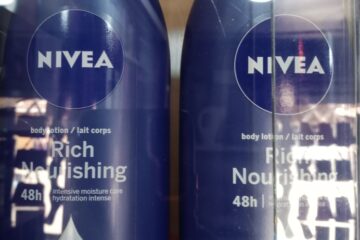 NIVEA
body lotion / lait corps
Rich
Nourishing
48h
intensive moisture care
hydratation intense
NIVEA
body lotion / lait corps
Rich
Nourishing
48h